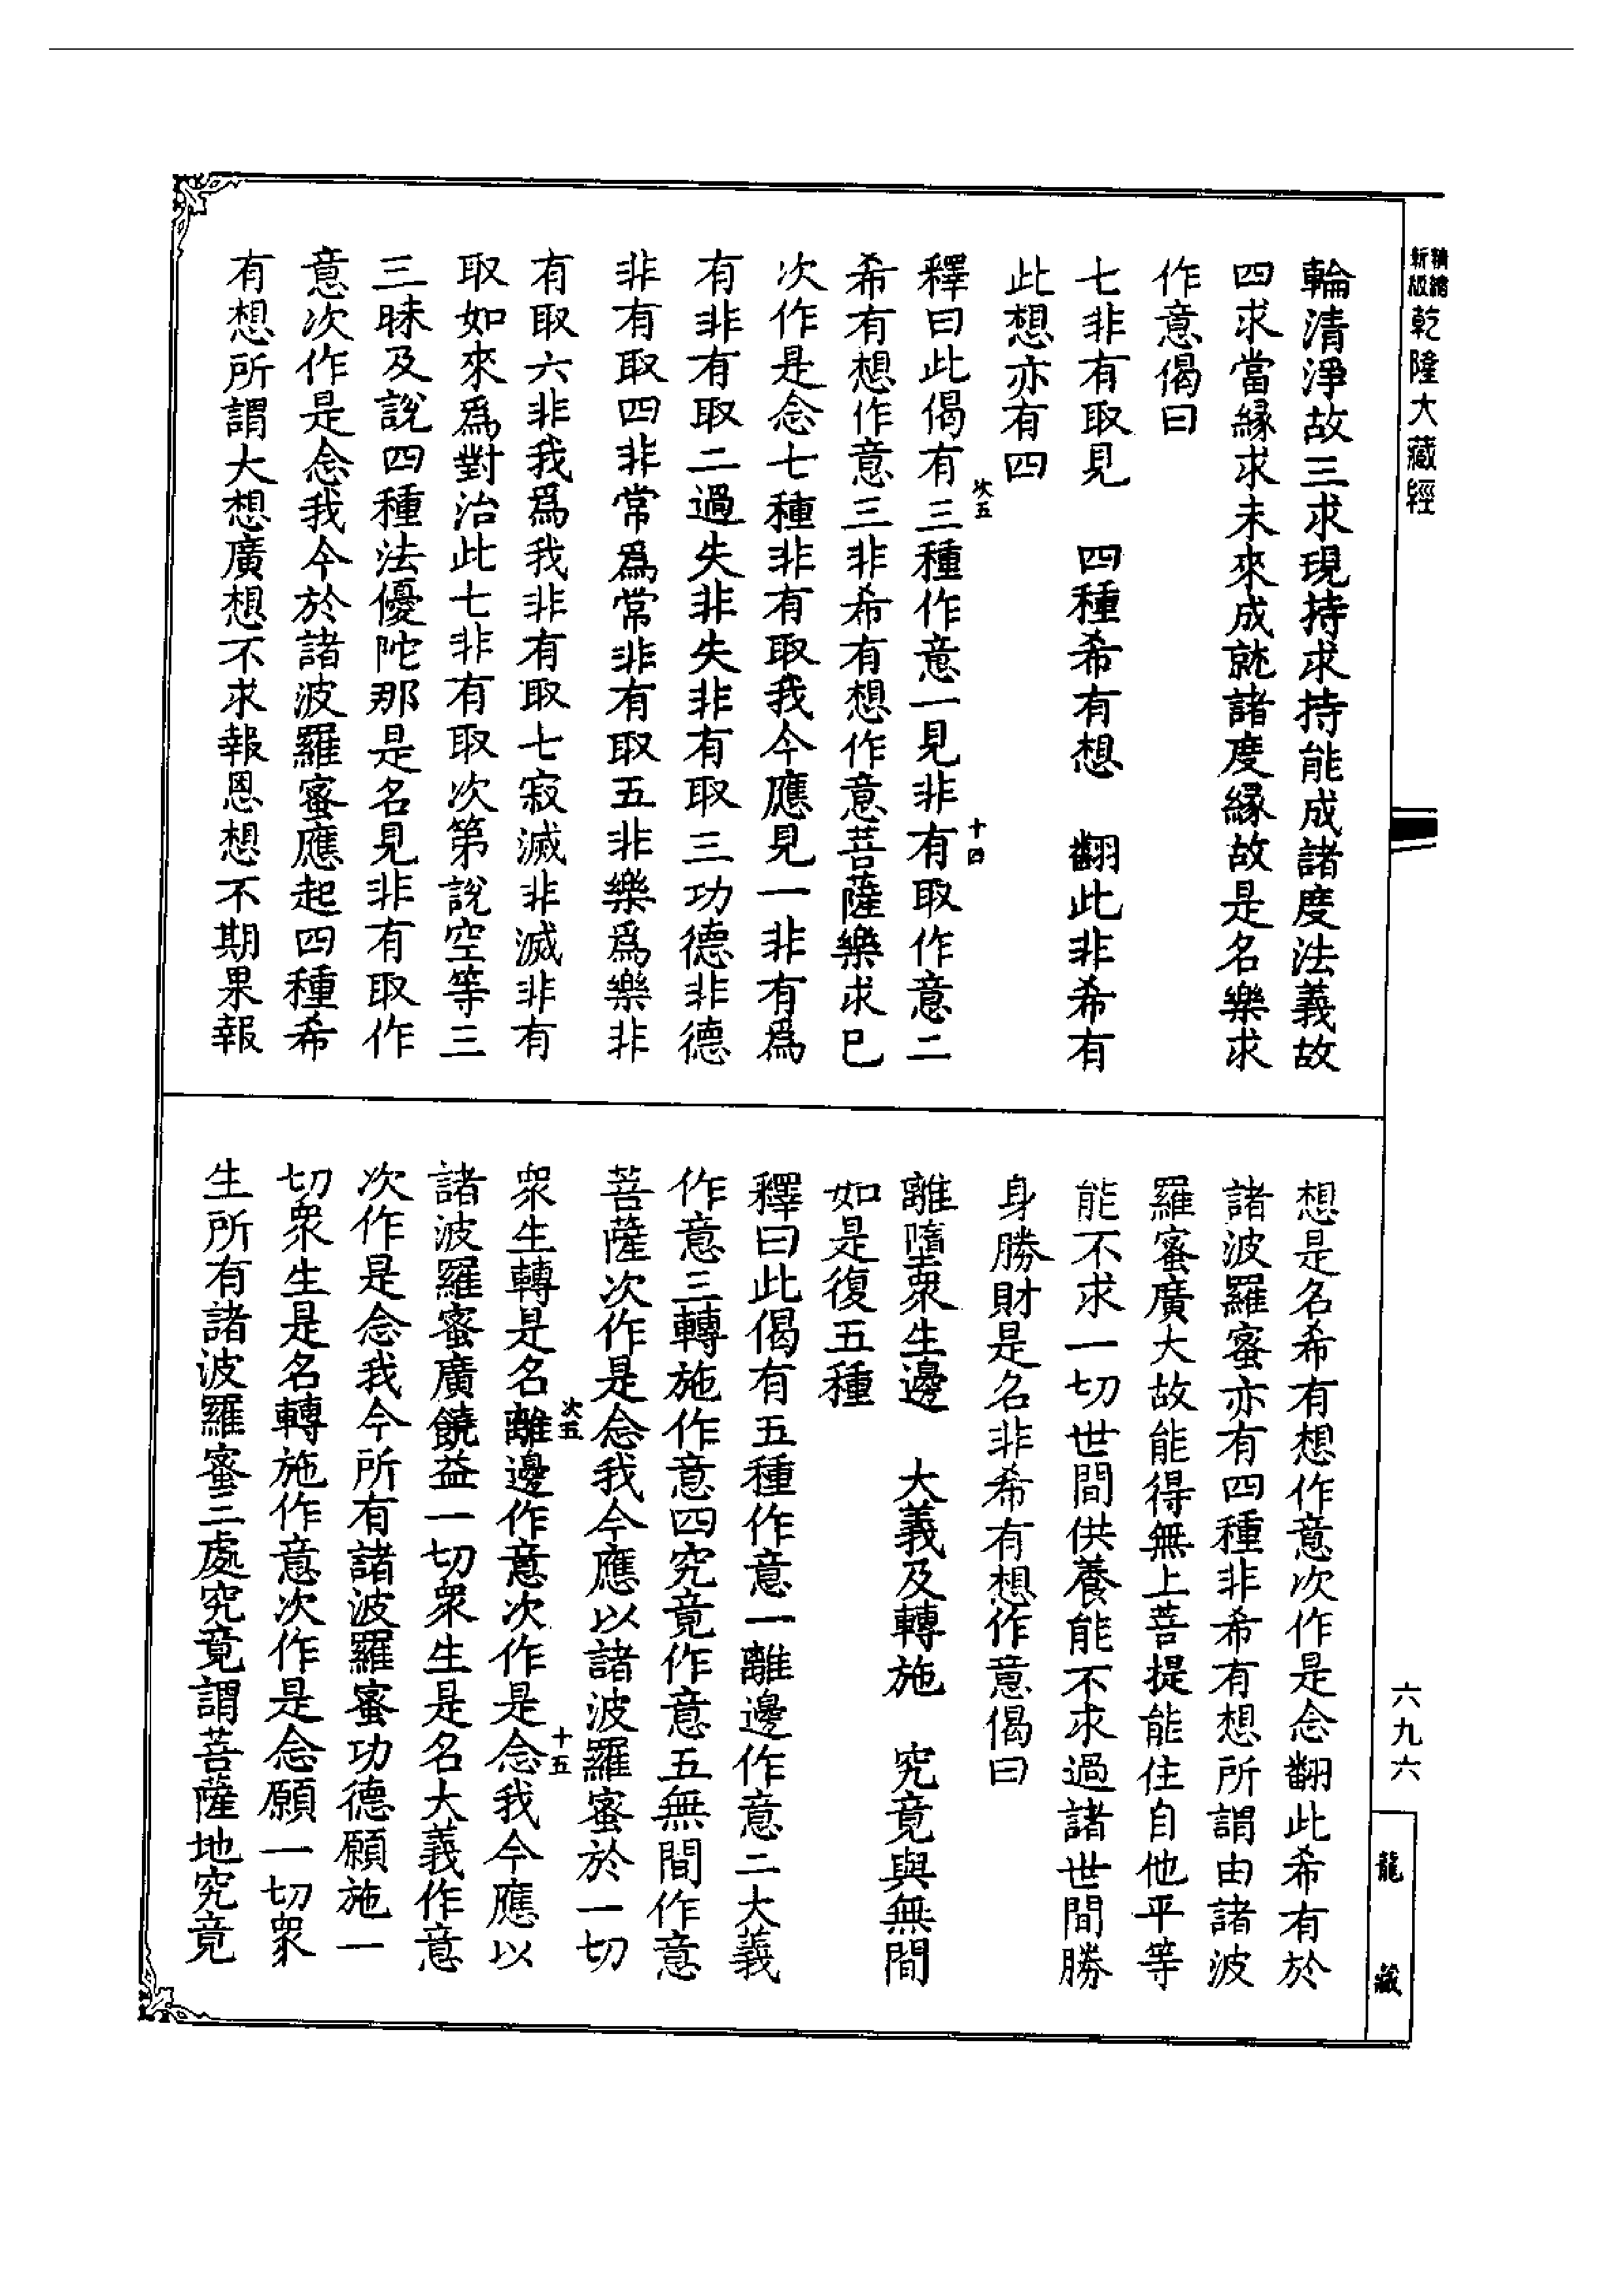 精縮新版乾隆大藏經
輪清淨故三求現持求持能成諸度法義故
四求當緣求未來成就諸度緣故是名樂求
作意偈曰
七非有取見　四種希有想　翻此非希有
此想亦有四
釋曰此偈有三種作意一見非有取作意二
次五
十四
希有想作意三非希有想作意菩薩樂求已
次作是念七種非有取我今應見一非有爲
有非有取二過失非失非有取三功德非德
非有取四非常爲常非有取五非樂爲樂非
有取六非我爲我非有取七寂滅非滅非有
取如來爲對治此七非有取次第說空等三
三昧及說四種法優陀那是名見非有取作
意次作是念我今於諸波羅蜜應起四種希
有想所謂大想廣想不求報恩想不期果報
想是名希有想作意次作是念翻此希有於
諸波羅蜜亦有四種非希有想所謂由諸波
羅蜜廣大故能得無上菩提能住自他平等
能不求一切世間供養能不求過諸世間勝
身勝財是名非希有想作意偈曰
離墮衆生邊　大義及轉施　究竟與無間
如是復五種
釋曰此偈有五種作意一離邊作意二大義
作意三轉施作意四究竟作意五無間作意
菩薩次作是念我今應以諸波羅蜜於一切
次五
十五
衆生轉是名離邊作意次作是念我今應以
諸波羅蜜廣饒益一切衆生是名大義作意
次作是念我今所有諸波羅蜜功德願施一
切衆生是名轉施作意次作是念願一切衆
生所有諸波羅蜜三處究竟謂菩薩地究竟
六九六
龍藏